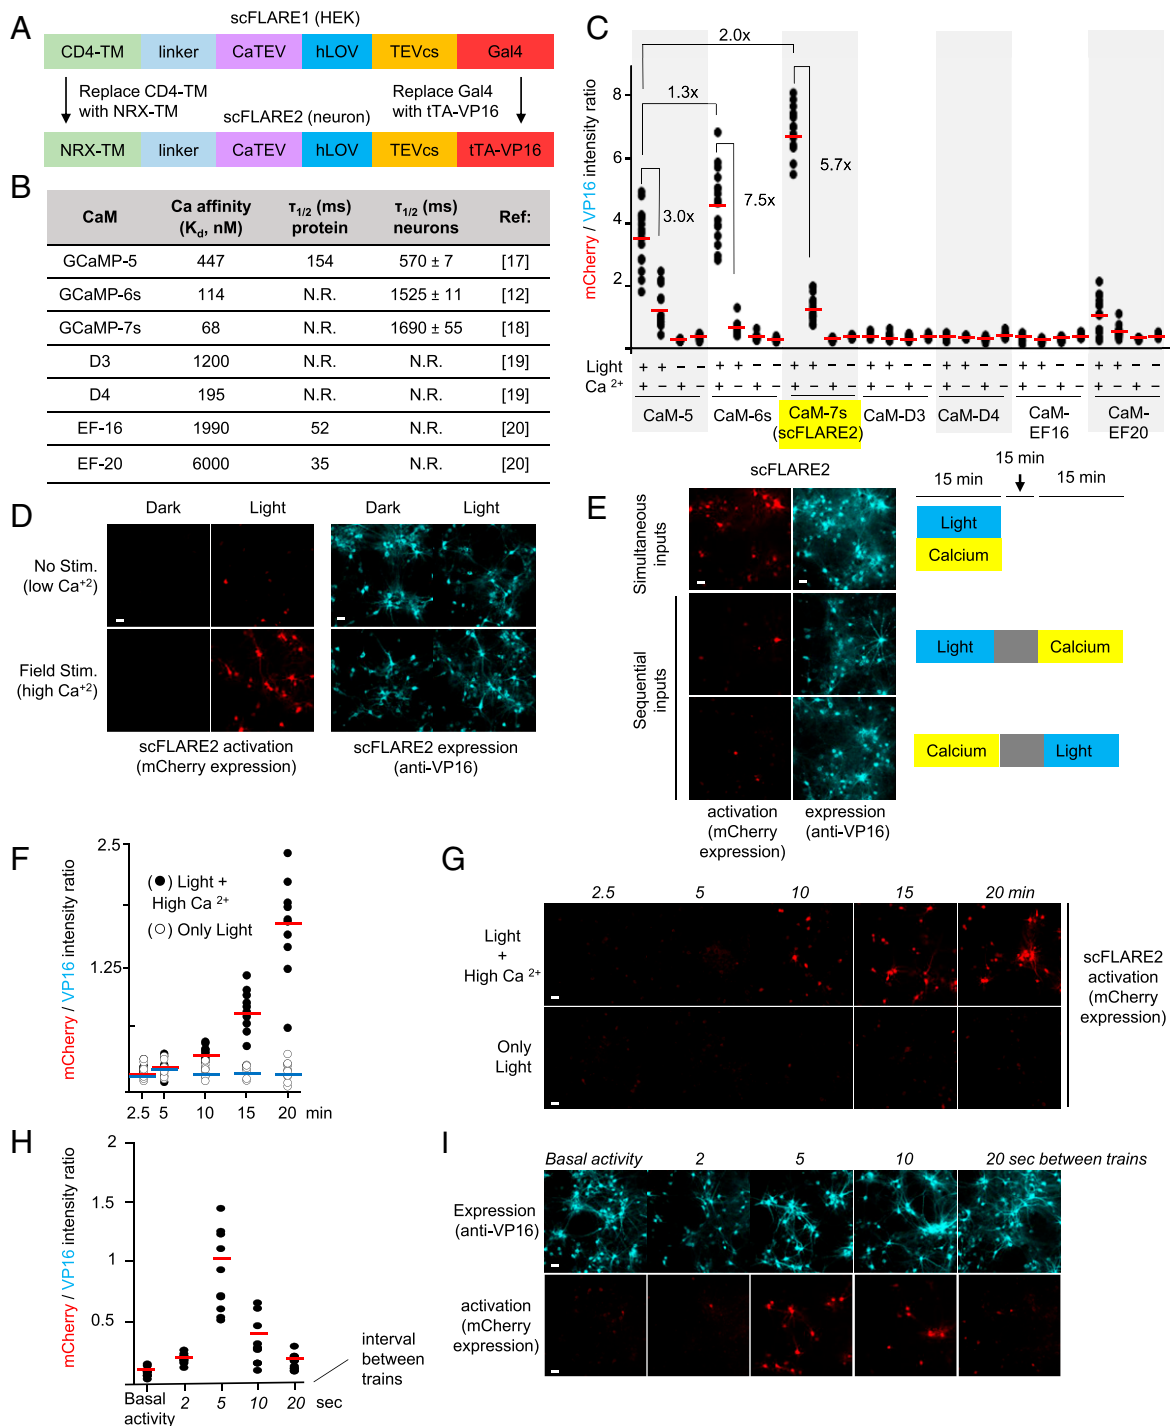 A
scFLARE1 (HEK)
CD4-TM linker CaTEV hLOV TEVcs Gal4
Replace CD4-TM with NRX-TM
Replace Gal4 with tTA-VP16
scFLARE2 (neuron)
NRX-TM linker CaTEV hLOV TEVcs tTA-VP16
B
CaM Ca affinity (Kd, nM) τ1/2 (ms) protein τ1/2 (ms) neurons Ref:
GCaMP-5 447 154 570 ± 7 [17]
GCaMP-6s 114 N.R. 1525 ± 11 [12]
GCaMP-7s 68 N.R. 1690 ± 55 [18]
D3 1200 N.R. N.R. [19]
D4 195 N.R. N.R. [19]
EF-16 1990 52 N.R. [20]
EF-20 6000 35 N.R. [20]
C
mCherry / VP16 intensity ratio
8
6
4
2
0
2.0x
1.3x
3.0x
7.5x
5.7x
Light + + − − + + − − + + − − + + − − + + − − + + − − + + − −
Ca 2+ + − + − + − + − + − + − + − + − + − + − + − + − + − + −
CaM-5 CaM-6s CaM-7s (scFLARE2) CaM-D3 CaM-D4 CaM-EF16 CaM-EF20
D
Dark Light Dark Light
No Stim. (low Ca+2)
Field Stim. (high Ca+2)
scFLARE2 activation (mCherry expression)
scFLARE2 expression (anti-VP16)
E
scFLARE2
Simultaneous inputs
Sequential inputs
activation (mCherry expression)
expression (anti-VP16)
15 min
15 min
15 min
Light
Calcium
Light Calcium
Calcium Light
F
mCherry / VP16 intensity ratio
2.5
1.25
(●) Light + High Ca 2+
(○) Only Light
2.5 5 10 15 20 min
G
2.5 5 10 15 20 min
Light + High Ca 2+
Only Light
scFLARE2 activation (mCherry expression)
H
mCherry / VP16 intensity ratio
2
1.5
1
0.5
0
Basal activity 2 5 10 20 sec
interval between trains
I
Basal activity 2 5 10 20 sec between trains
Expression (anti-VP16)
activation (mCherry expression)